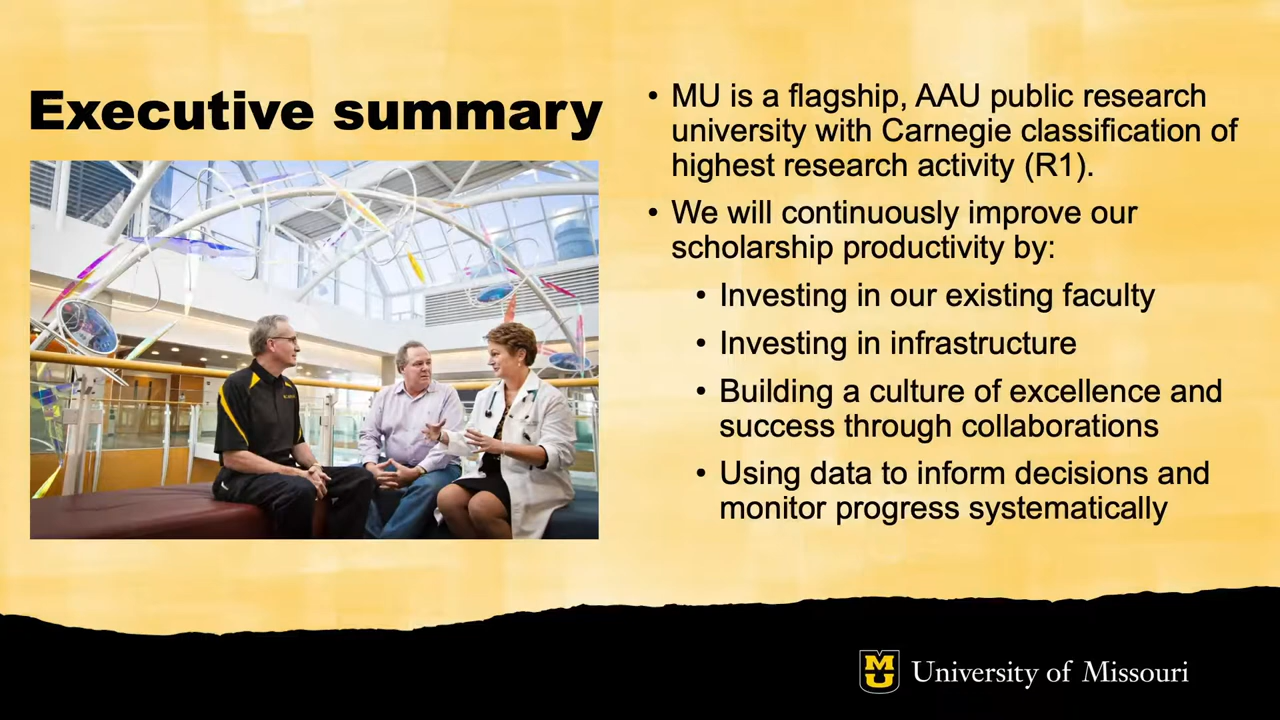 Executive summary
• MU is a flagship, AAU public research
university with Carnegie classification of
highest research activity (R1).
• We will continuously improve our
scholarship productivity by:
• Investing in our existing faculty
• Investing in infrastructure
• Building a culture of excellence and
success through collaborations
• Using data to inform decisions and
monitor progress systematically
MU
University of Missouri